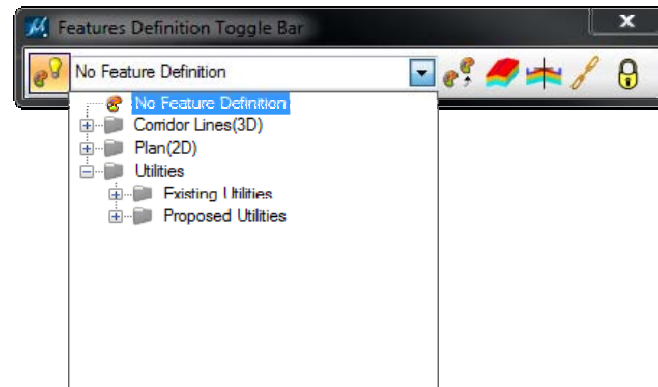 Features Definition Toggle Bar
No Feature Definition
No Feature Definition
Corridor Lines(3D)
Plan(2D)
Utilities
Existing Utilities
Proposed Utilities